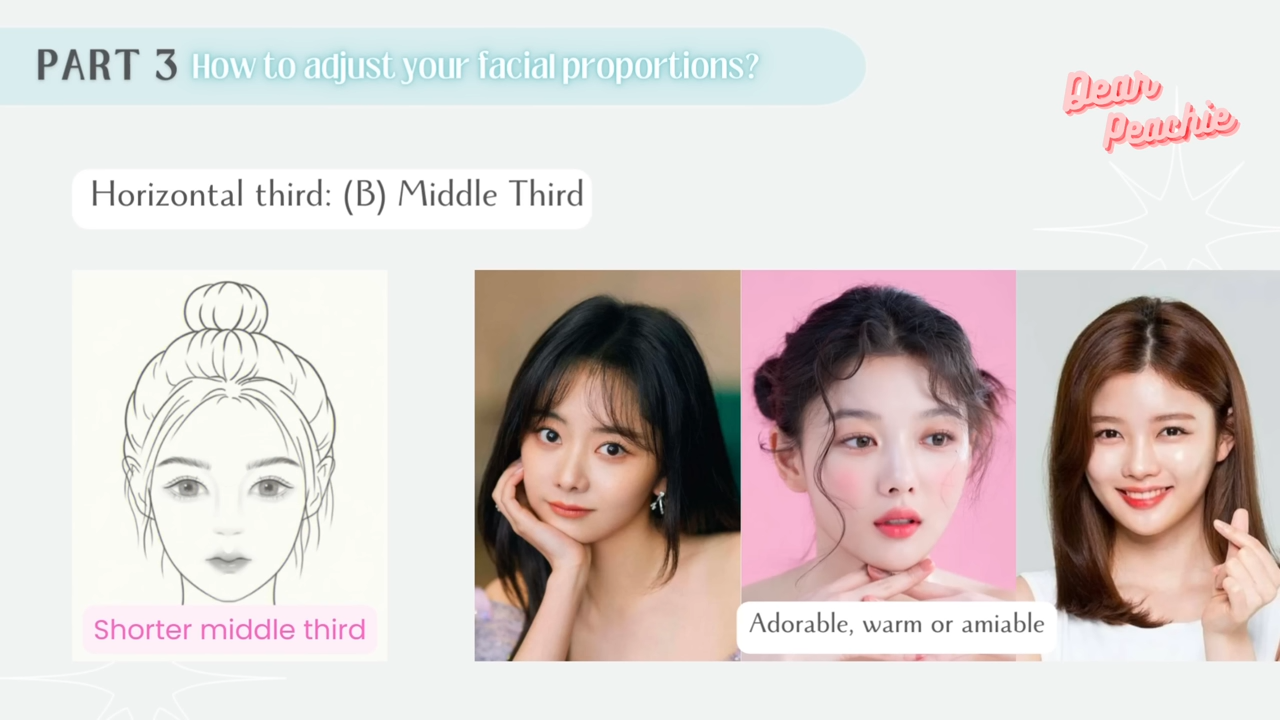 PART 3 How to adjust your facial proportions?
Dear
Peachie
Horizontal third: (B) Middle Third
Shorter middle third
Adorable, warm or amiable